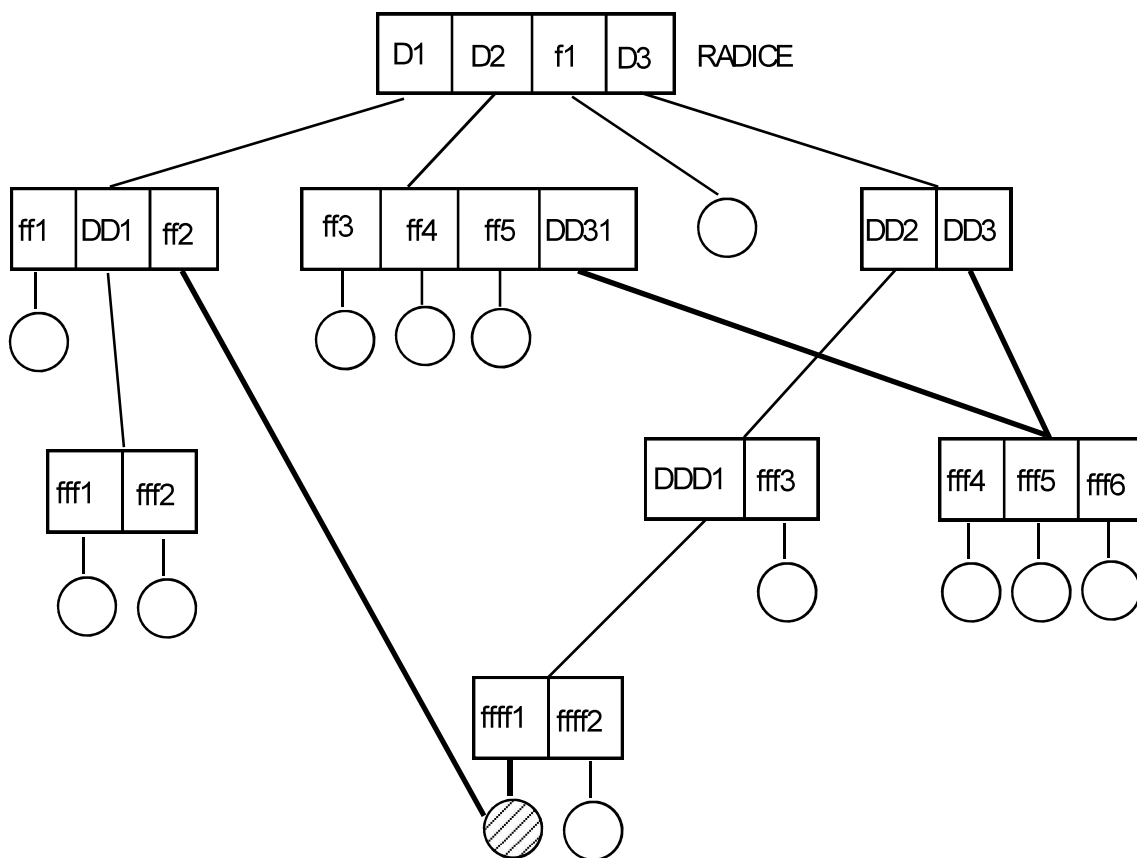 D1 D2 f1 D3 RADICE
ff1 DD1 ff2 ff3 ff4 ff5 DD31 DD2 DD3
fff1 fff2 DDD1 fff3 fff4 fff5 fff6
ffff1 ffff2